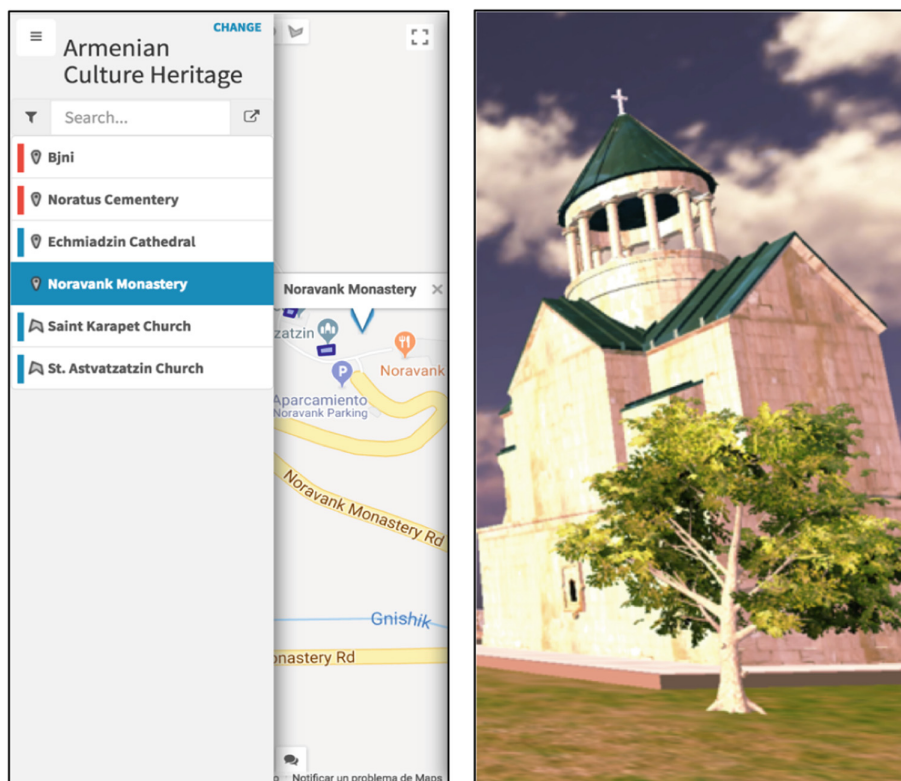 CHANGE
Armenian
Culture Heritage
Search...
Bjni
Noratus Cementery
Echmiadzin Cathedral
Noravank Monastery
Saint Karapet Church
St. Astvatzatzin Church
Noravank Monastery ×
zatzin
Noravank
P
Aparcamiento
Noravank Parking
Noravank Monastery Rd
Gnishik
onastery Rd
Notificar un problema de Maps